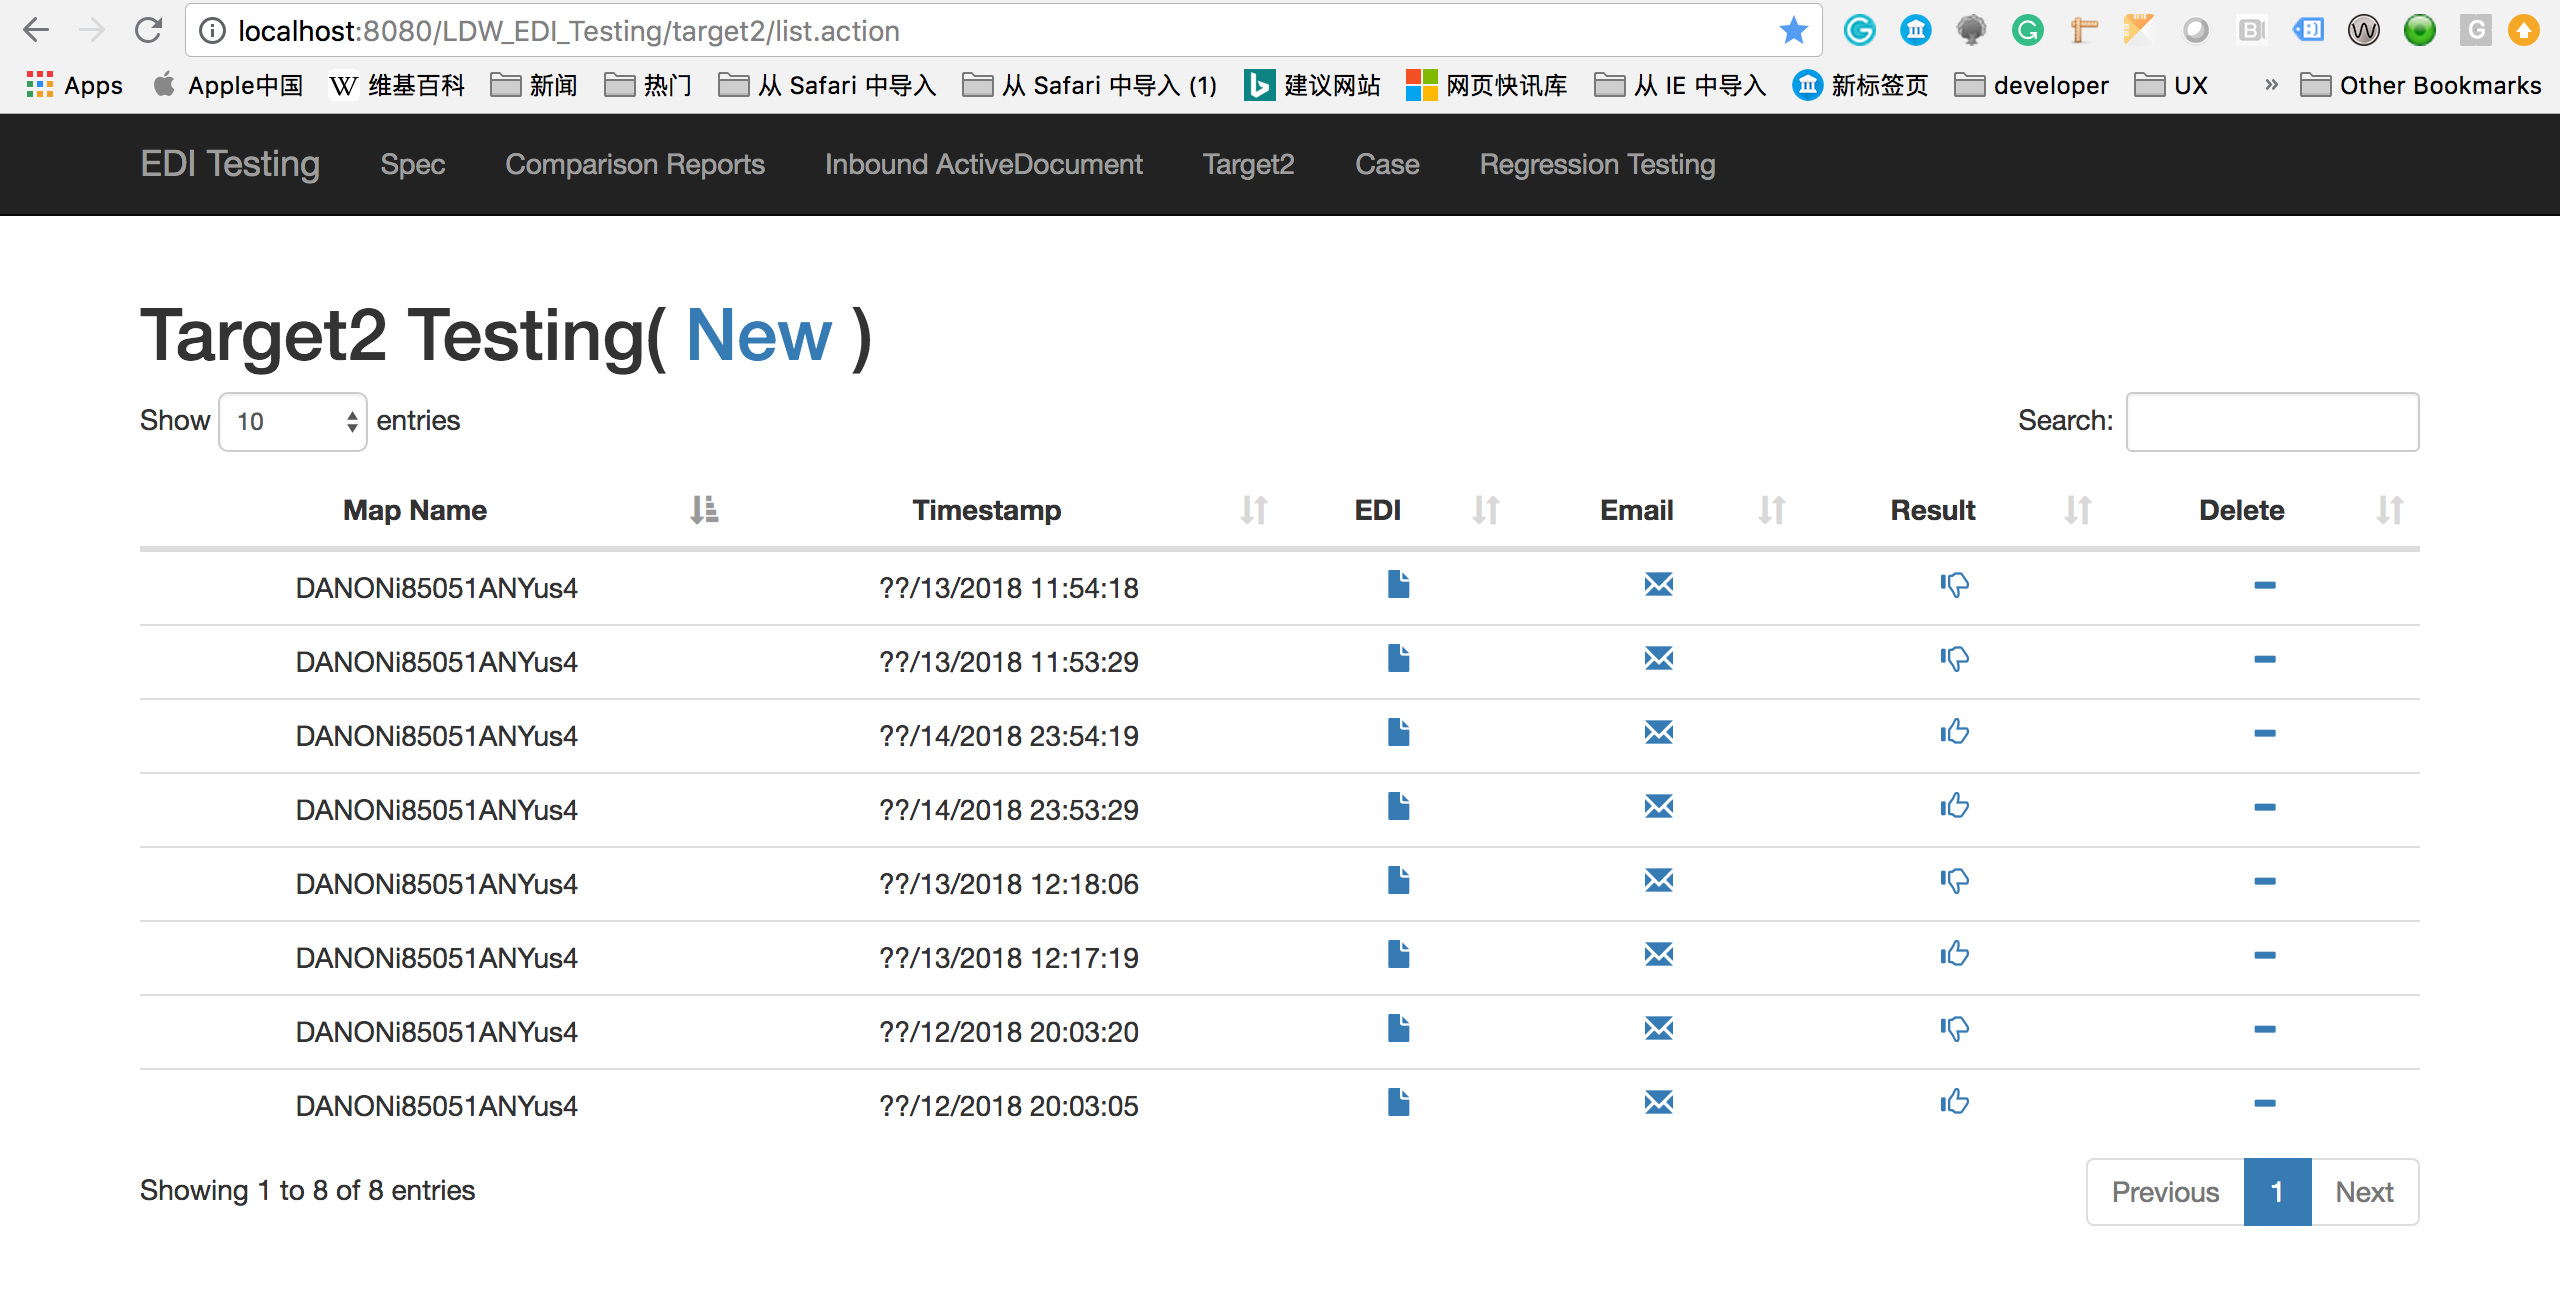 localhost:8080/LDW_EDI_Testing/target2/list.action
Apps Apple中国 W 维基百科 新闻 热门 从 Safari 中导入 从 Safari 中导入 (1) 建议网站 网页快讯库 从 IE 中导入 新标签页 developer UX » Other Bookmarks
EDI Testing Spec Comparison Reports Inbound ActiveDocument Target2 Case Regression Testing
Target2 Testing( New )
Show 10 entries Search:
Map Name Timestamp EDI Email Result Delete
DANONi85051ANYus4 ??/13/2018 11:54:18
DANONi85051ANYus4 ??/13/2018 11:53:29
DANONi85051ANYus4 ??/14/2018 23:54:19
DANONi85051ANYus4 ??/14/2018 23:53:29
DANONi85051ANYus4 ??/13/2018 12:18:06
DANONi85051ANYus4 ??/13/2018 12:17:19
DANONi85051ANYus4 ??/12/2018 20:03:20
DANONi85051ANYus4 ??/12/2018 20:03:05
Showing 1 to 8 of 8 entries Previous 1 Next